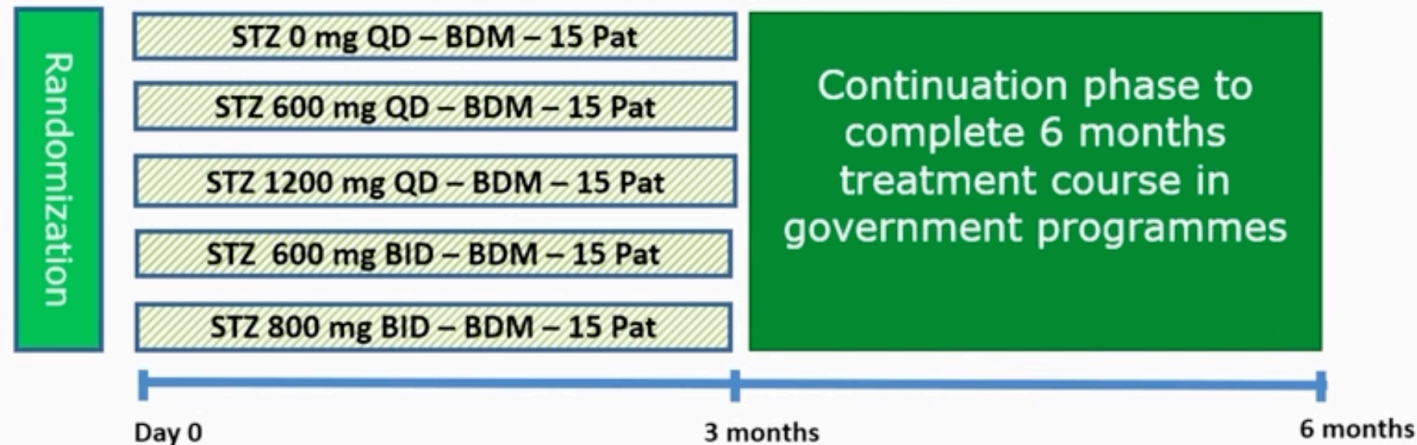 Randomization
STZ 0 mg QD – BDM – 15 Pat
STZ 600 mg QD – BDM – 15 Pat
STZ 1200 mg QD – BDM – 15 Pat
STZ  600 mg BID – BDM – 15 Pat
STZ 800 mg BID – BDM – 15 Pat
Continuation phase to
complete 6 months
treatment course in
government programmes
Day 0
3 months
6 months